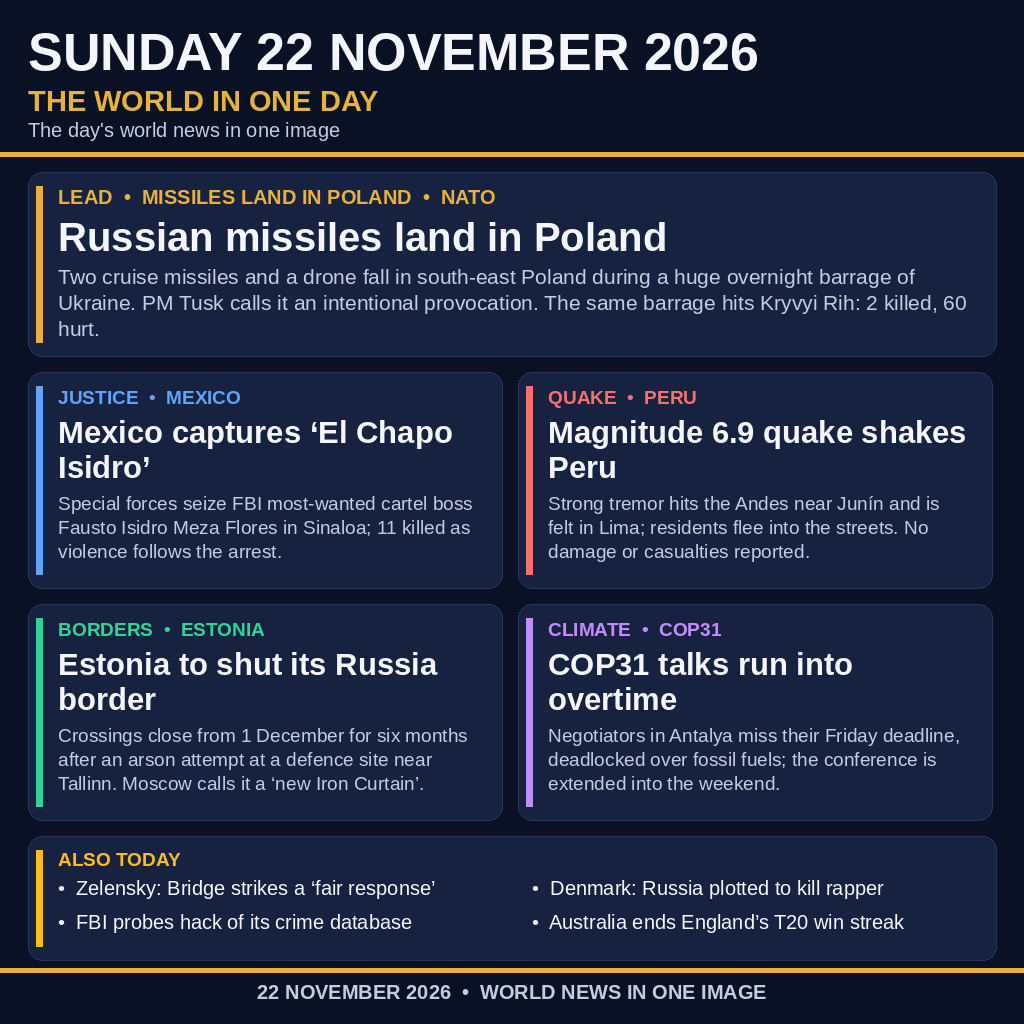 SUNDAY 22 NOVEMBER 2026
THE WORLD IN ONE DAY
The day's world news in one image
LEAD • MISSILES LAND IN POLAND • NATO
Russian missiles land in Poland
Two cruise missiles and a drone fall in south-east Poland during a huge overnight barrage of
Ukraine. PM Tusk calls it an intentional provocation. The same barrage hits Kryvyi Rih: 2 killed, 60
hurt.
JUSTICE • MEXICO
Mexico captures ‘El Chapo
Isidro’
Special forces seize FBI most-wanted cartel boss
Fausto Isidro Meza Flores in Sinaloa; 11 killed as
violence follows the arrest.
QUAKE • PERU
Magnitude 6.9 quake shakes
Peru
Strong tremor hits the Andes near Junín and is
felt in Lima; residents flee into the streets. No
damage or casualties reported.
BORDERS • ESTONIA
Estonia to shut its Russia
border
Crossings close from 1 December for six months
after an arson attempt at a defence site near
Tallinn. Moscow calls it a ‘new Iron Curtain’.
CLIMATE • COP31
COP31 talks run into
overtime
Negotiators in Antalya miss their Friday deadline,
deadlocked over fossil fuels; the conference is
extended into the weekend.
ALSO TODAY
• Zelensky: Bridge strikes a ‘fair response’
• FBI probes hack of its crime database
• Denmark: Russia plotted to kill rapper
• Australia ends England’s T20 win streak
22 NOVEMBER 2026 • WORLD NEWS IN ONE IMAGE